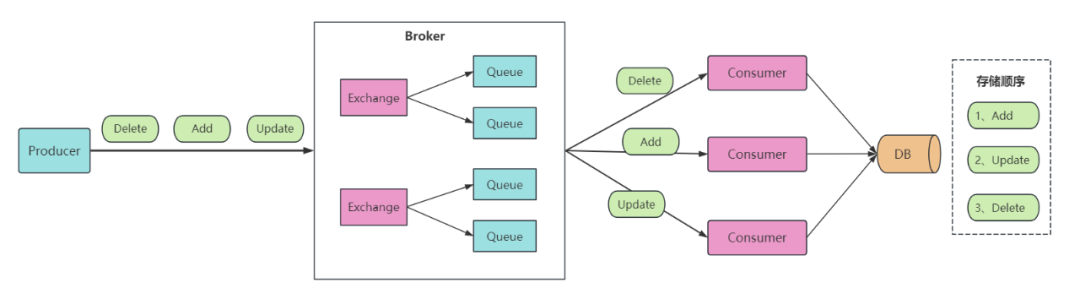 Producer
Delete
Add
Update
Broker
Exchange
Queue
Queue
Exchange
Queue
Queue
Delete
Add
Update
Consumer
Consumer
Consumer
DB
存储顺序
1、Add
2、Update
3、Delete